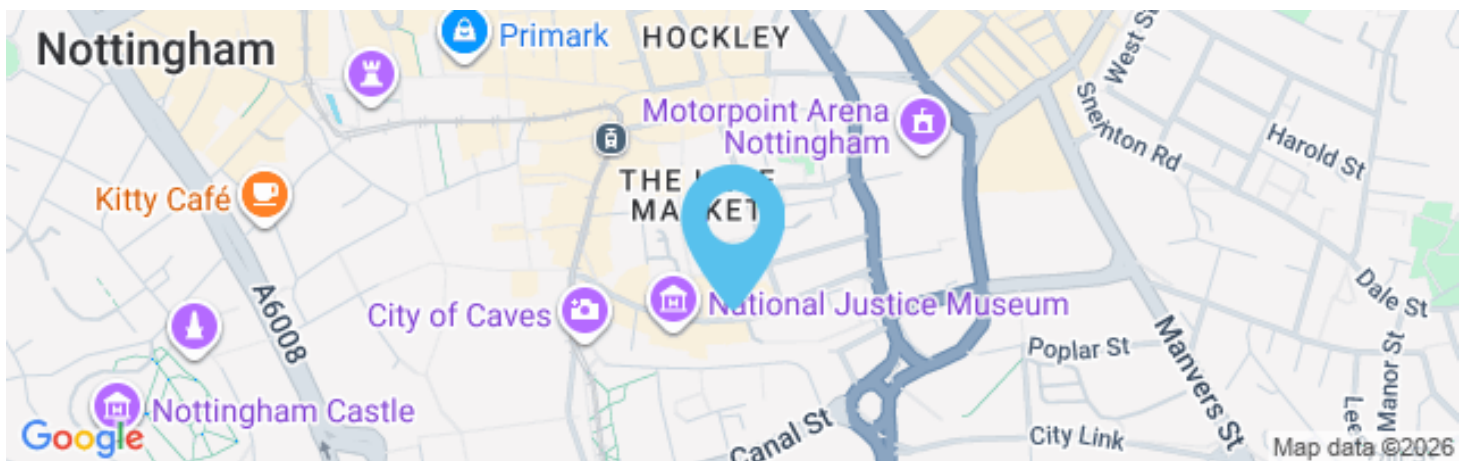 Nottingham
Primark
HOCKLEY
West St
Motorpoint Arena
Nottingham
Sneinton Rd
Harold St
THE
MARKET
Kitty Café
A6008
City of Caves
National Justice Museum
Dale St
Poplar St
Manvers St
Manor St
Nottingham Castle
Canal St
City Link
Google
Map data ©2026